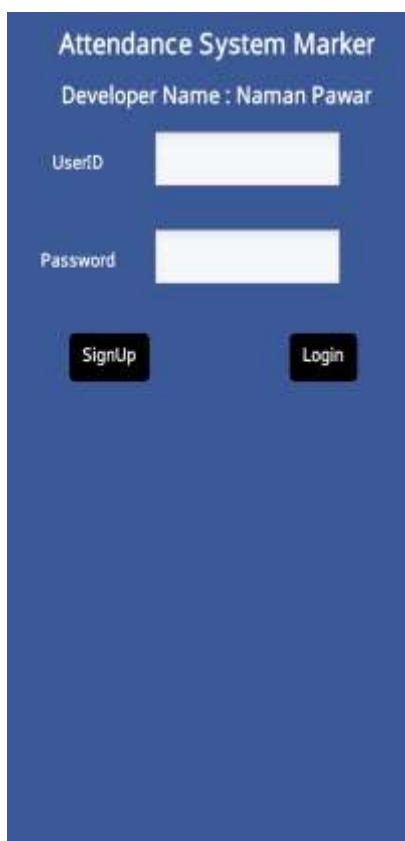 Attendance System Marker
Developer Name : Naman Pawar
UserID
Password
SignUp Login